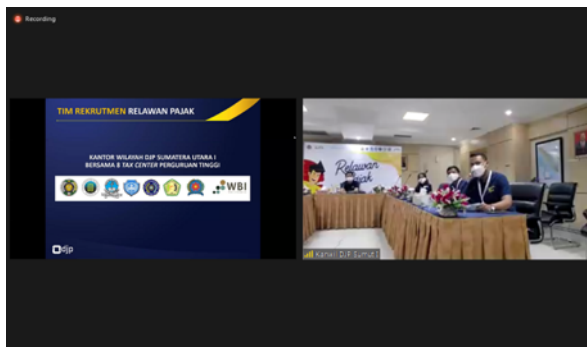 Recording
TIM REKRUTMEN RELAWAN PAJAK
KANTOR WILAYAH DJP SUMATERA UTARA I
BERSAMA 8 TAX CENTER PERGURUAN TINGGI
WBI
djp
Relawan
Pajak
Kanwil DJP Sumut I